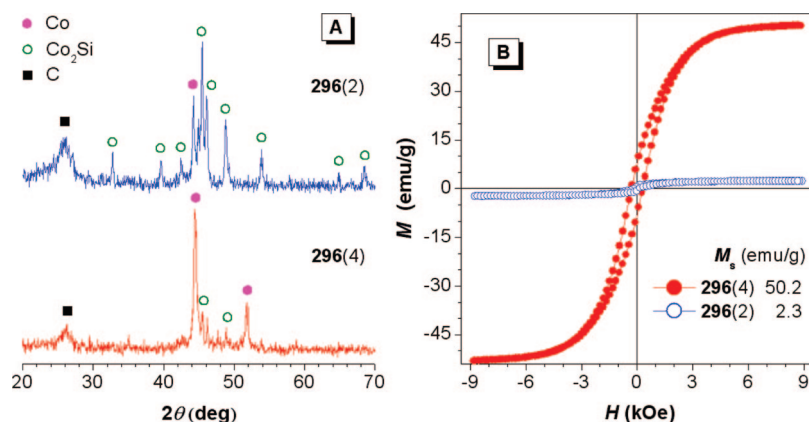 Co
Co₂Si
C
A
296(2)
296(4)
20 30 40 50 60 70
2θ (deg)
B
45
30
15
0
-15
-30
-45
M (emu/g)
Mₛ (emu/g)
296(4) 50.2
296(2) 2.3
-9 -6 -3 0 3 6 9
H (kOe)